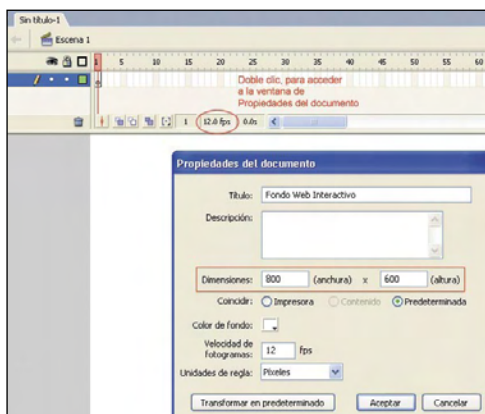 Sin título-1
Escena 1
1 5 10 15 20 25 30 35 40 45 50 55 60
Doble clic, para acceder
a la ventana de
Propiedades del documento
1 12.0 fps 0.0s
Propiedades del documento
Título: Fondo Web Interactivo
Descripción:
Dimensiones: 800 (anchura) x 600 (altura)
Coincidir: Impresora Contenido Predeterminada
Color de fondo:
Velocidad de fotogramas: 12 fps
Unidades de regla: Píxeles
Transformar en predeterminado Aceptar Cancelar